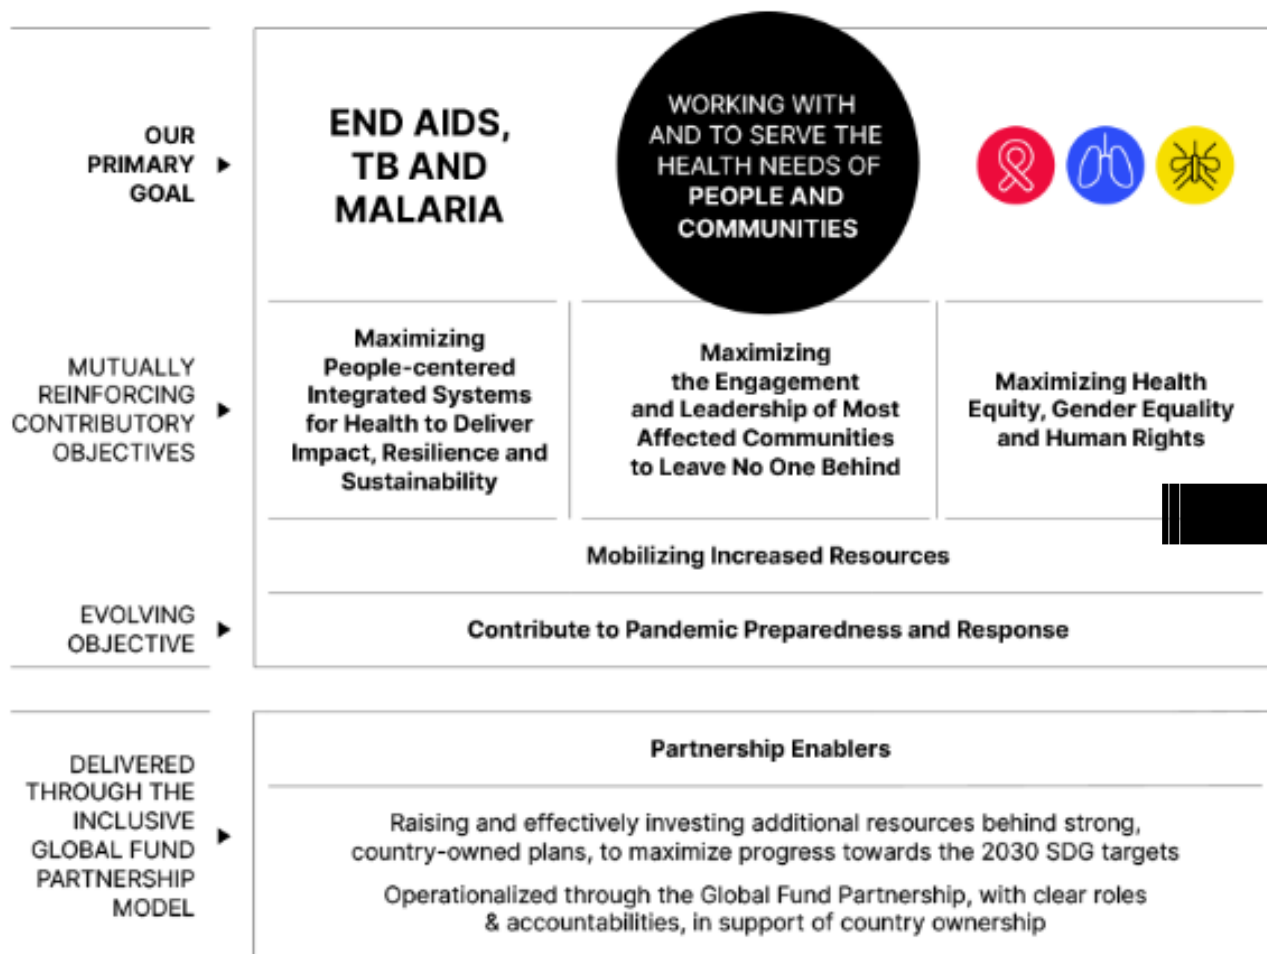 OUR
PRIMARY
GOAL
END AIDS,
TB AND
MALARIA
WORKING WITH
AND TO SERVE THE
HEALTH NEEDS OF
PEOPLE AND
COMMUNITIES
MUTUALLY
REINFORCING
CONTRIBUTORY
OBJECTIVES
Maximizing
People-centered
Integrated Systems
for Health to Deliver
Impact, Resilience and
Sustainability
Maximizing
the Engagement
and Leadership of Most
Affected Communities
to Leave No One Behind
Maximizing Health
Equity, Gender Equality
and Human Rights
Mobilizing Increased Resources
EVOLVING
OBJECTIVE
Contribute to Pandemic Preparedness and Response
DELIVERED
THROUGH THE
INCLUSIVE
GLOBAL FUND
PARTNERSHIP
MODEL
Partnership Enablers
Raising and effectively investing additional resources behind strong,
country-owned plans, to maximize progress towards the 2030 SDG targets
Operationalized through the Global Fund Partnership, with clear roles
& accountabilities, in support of country ownership